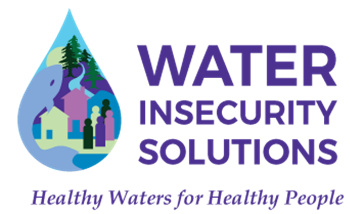 WATER
INSECURITY
SOLUTIONS
Healthy Waters for Healthy People